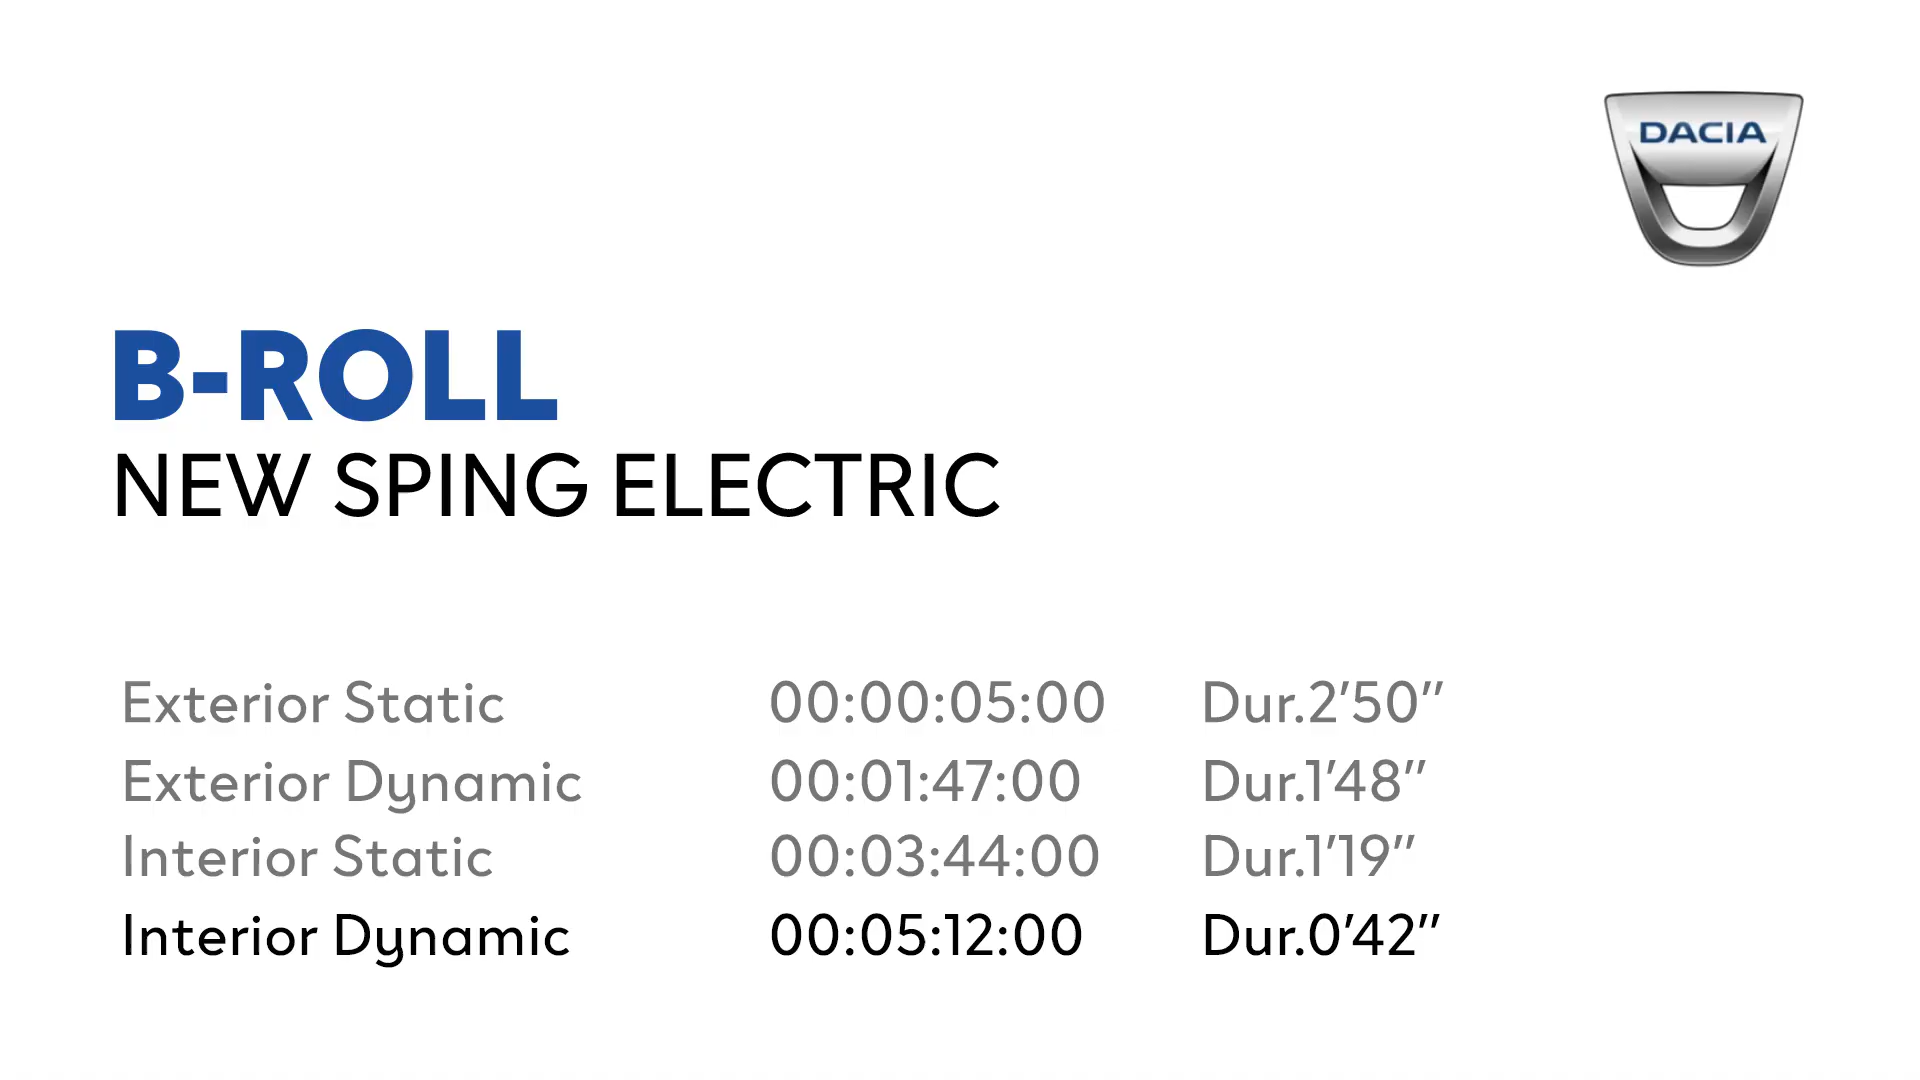 DACIA
B-ROLL
NEW SPING ELECTRIC
Exterior Static 00:00:05:00 Dur.2'50"
Exterior Dynamic 00:01:47:00 Dur.1'48"
Interior Static 00:03:44:00 Dur.1'19"
Interior Dynamic 00:05:12:00 Dur.0'42"